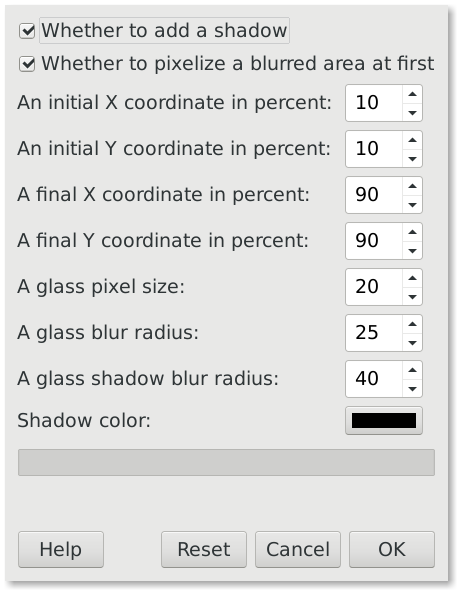 Whether to add a shadow
Whether to pixelize a blurred area at first
An initial X coordinate in percent: 10
An initial Y coordinate in percent: 10
A final X coordinate in percent: 90
A final Y coordinate in percent: 90
A glass pixel size: 20
A glass blur radius: 25
A glass shadow blur radius: 40
Shadow color:
Help Reset Cancel OK